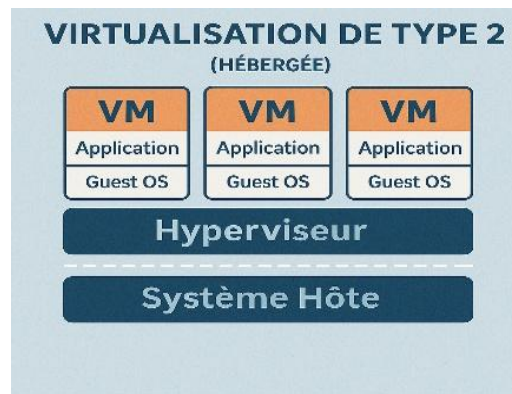 VIRTUALISATION DE TYPE 2
(HÉBERGÉE)
VM VM VM
Application Application Application
Guest OS Guest OS Guest OS
Hyperviseur
Système Hôte